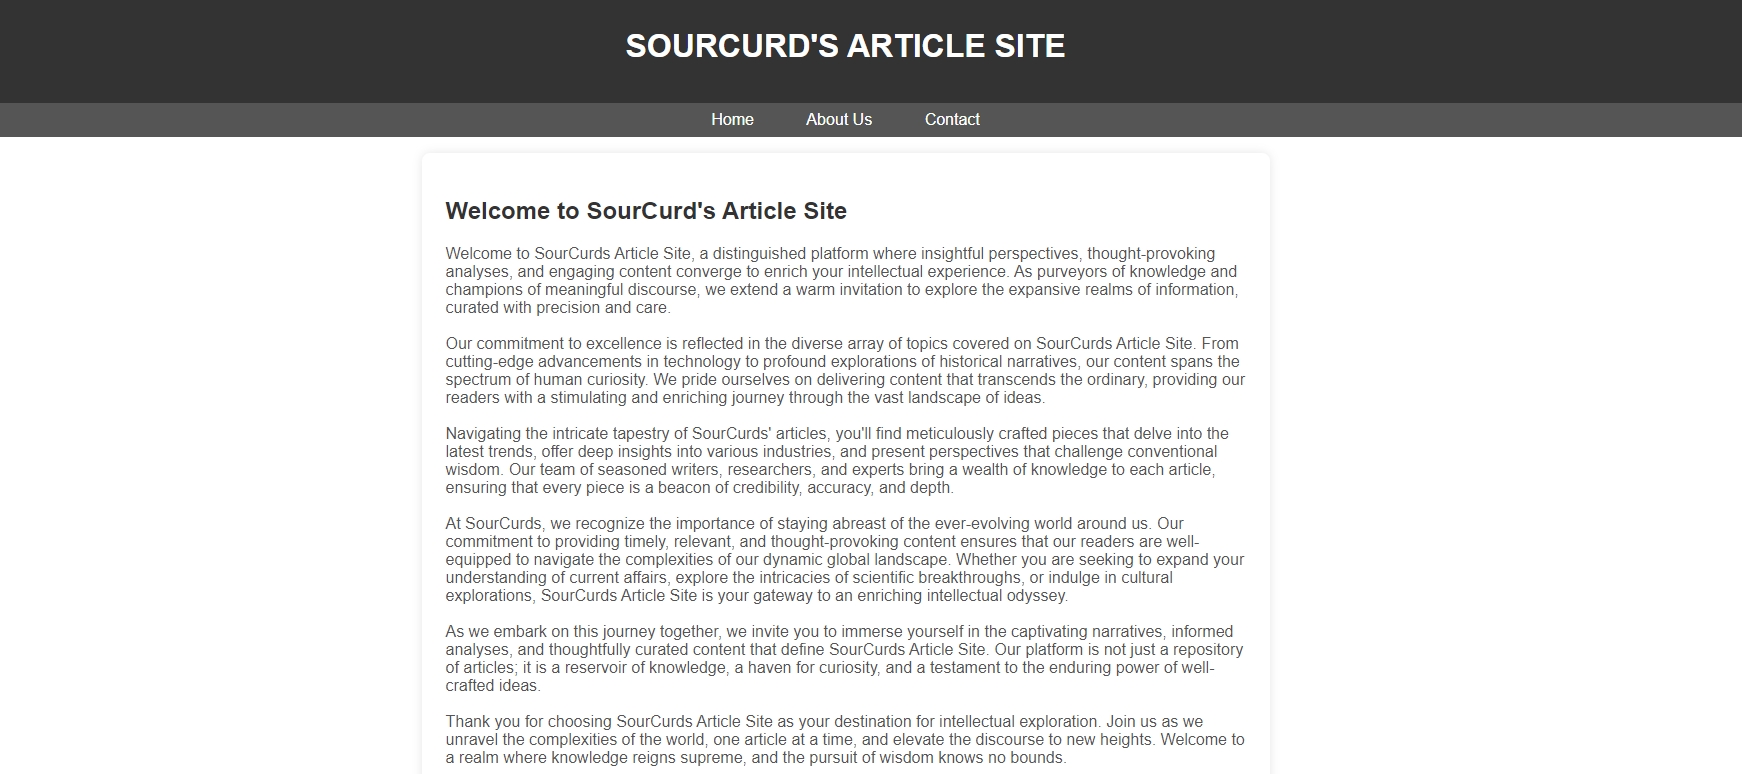 SOURCURD'S ARTICLE SITE
Home About Us Contact
Welcome to SourCurd's Article Site
Welcome to SourCurds Article Site, a distinguished platform where insightful perspectives, thought-provoking
analyses, and engaging content converge to enrich your intellectual experience. As purveyors of knowledge and
champions of meaningful discourse, we extend a warm invitation to explore the expansive realms of information,
curated with precision and care.
Our commitment to excellence is reflected in the diverse array of topics covered on SourCurds Article Site. From
cutting-edge advancements in technology to profound explorations of historical narratives, our content spans the
spectrum of human curiosity. We pride ourselves on delivering content that transcends the ordinary, providing our
readers with a stimulating and enriching journey through the vast landscape of ideas.
Navigating the intricate tapestry of SourCurds' articles, you'll find meticulously crafted pieces that delve into the
latest trends, offer deep insights into various industries, and present perspectives that challenge conventional
wisdom. Our team of seasoned writers, researchers, and experts bring a wealth of knowledge to each article,
ensuring that every piece is a beacon of credibility, accuracy, and depth.
At SourCurds, we recognize the importance of staying abreast of the ever-evolving world around us. Our
commitment to providing timely, relevant, and thought-provoking content ensures that our readers are well-
equipped to navigate the complexities of our dynamic global landscape. Whether you are seeking to expand your
understanding of current affairs, explore the intricacies of scientific breakthroughs, or indulge in cultural
explorations, SourCurds Article Site is your gateway to an enriching intellectual odyssey.
As we embark on this journey together, we invite you to immerse yourself in the captivating narratives, informed
analyses, and thoughtfully curated content that define SourCurds Article Site. Our platform is not just a repository
of articles; it is a reservoir of knowledge, a haven for curiosity, and a testament to the enduring power of well-
crafted ideas.
Thank you for choosing SourCurds Article Site as your destination for intellectual exploration. Join us as we
unravel the complexities of the world, one article at a time, and elevate the discourse to new heights. Welcome to
a realm where knowledge reigns supreme, and the pursuit of wisdom knows no bounds.